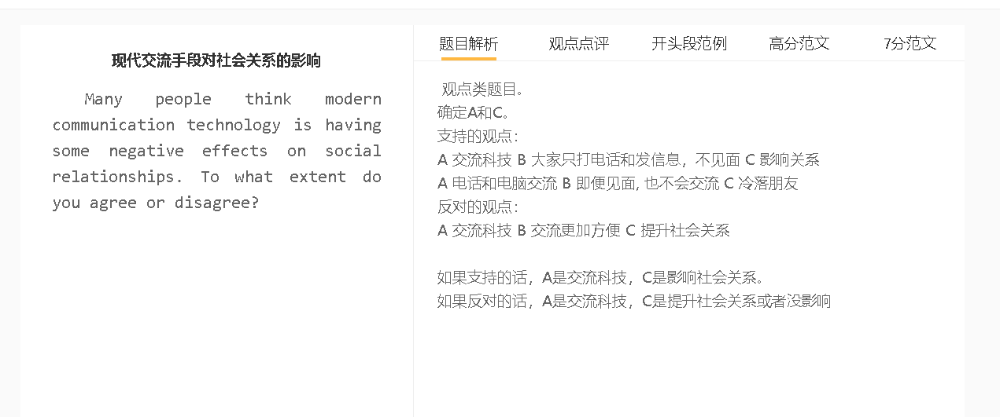 现代交流手段对社会关系的影响
Many people think modern
communication technology is having
some negative effects on social
relationships. To what extent do
you agree or disagree?
题目解析 观点点评 开头段范例 高分范文 7分范文
观点类题目。
确定A和C。
支持的观点：
A 交流科技 B 大家只打电话和发信息，不见面 C 影响关系
A 电话和电脑交流 B 即便见面, 也不会交流 C 冷落朋友
反对的观点：
A 交流科技 B 交流更加方便 C 提升社会关系
如果支持的话，A是交流科技，C是影响社会关系。
如果反对的话，A是交流科技，C是提升社会关系或者没影响